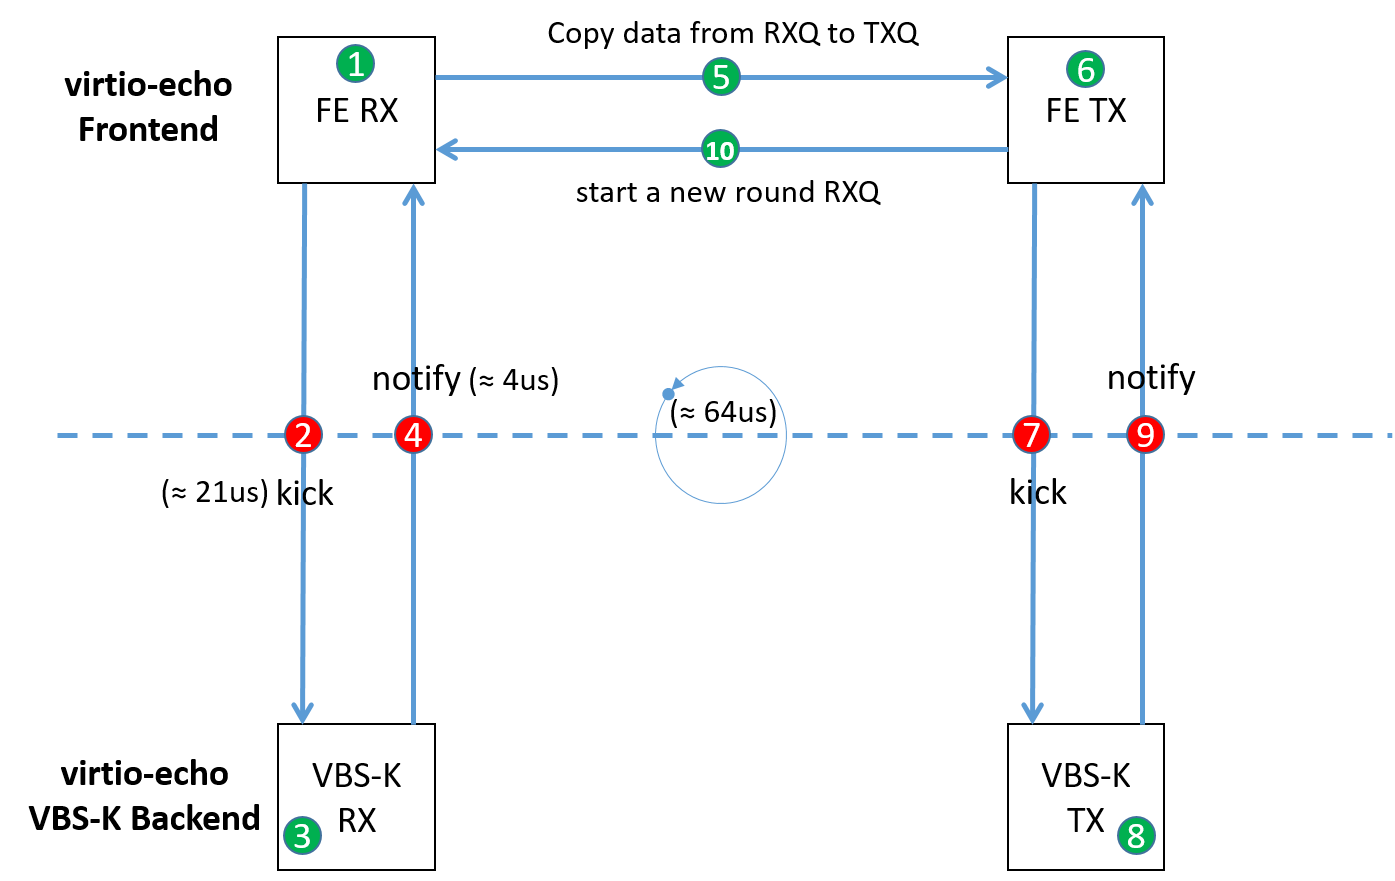 Copy data from RXQ to TXQ
virtio-echo
Frontend
1
FE RX
5
6
FE TX
10
start a new round RXQ
notify (≈ 4us)
notify
(≈ 64us)
2
4
7
9
(≈ 21us) kick
kick
virtio-echo
VBS-K Backend
VBS-K
RX
3
VBS-K
TX
8